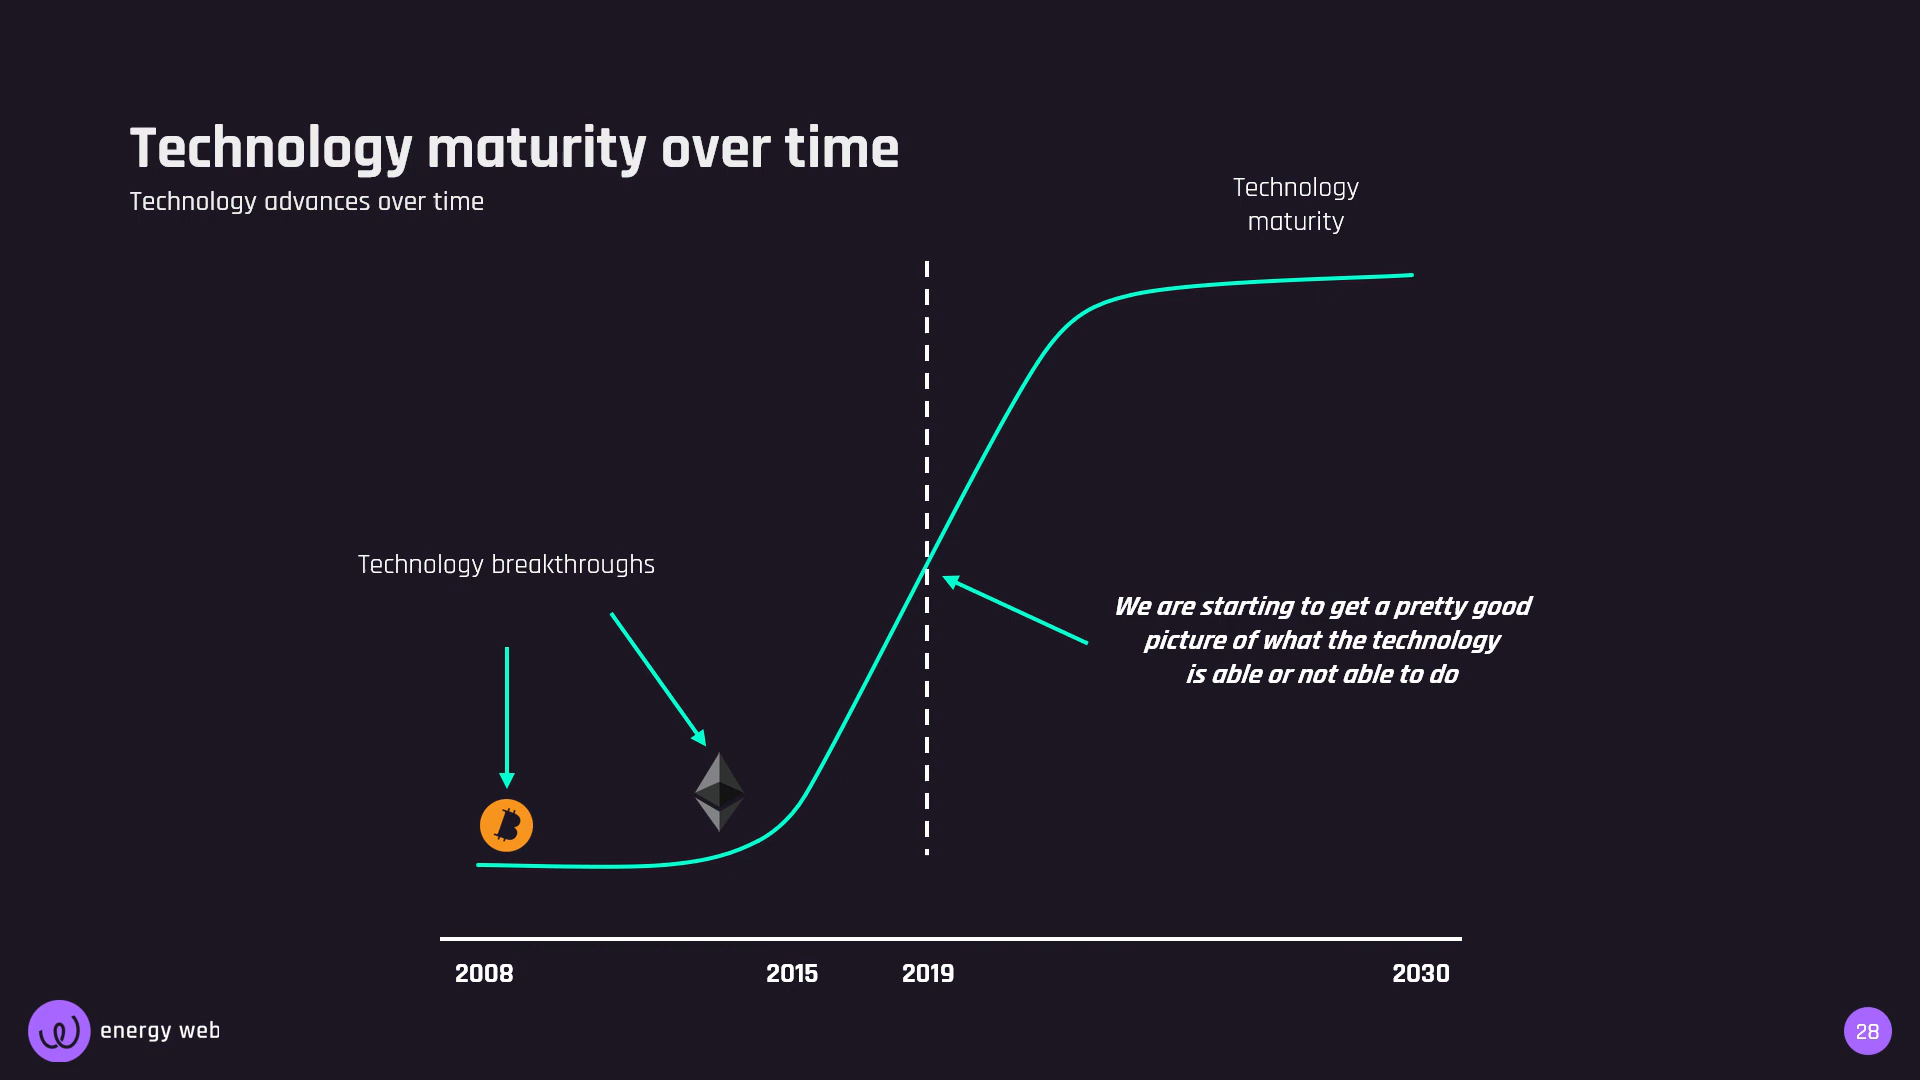 Technology maturity over time
Technology advances over time
Technology
maturity
Technology breakthroughs
We are starting to get a pretty good
picture of what the technology
is able or not able to do
2008
2015
2019
2030
energy web
28